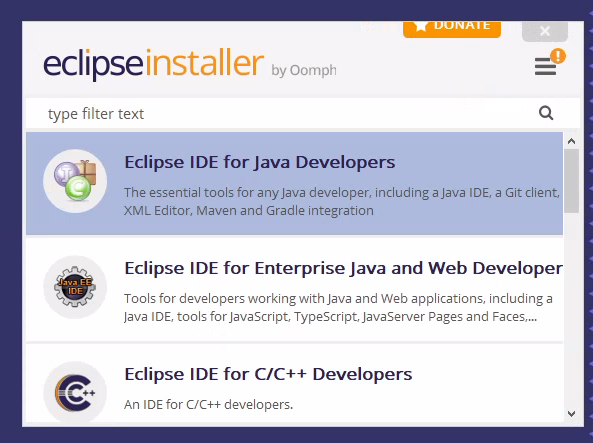 DONATE
eclipseinstaller by Oomph
type filter text
Eclipse IDE for Java Developers
The essential tools for any Java developer, including a Java IDE, a Git client,
XML Editor, Maven and Gradle integration
Java EE
IDE
Eclipse IDE for Enterprise Java and Web Developer
Tools for developers working with Java and Web applications, including a
Java IDE, tools for JavaScript, TypeScript, JavaServer Pages and Faces,...
Eclipse IDE for C/C++ Developers
C++
An IDE for C/C++ developers.